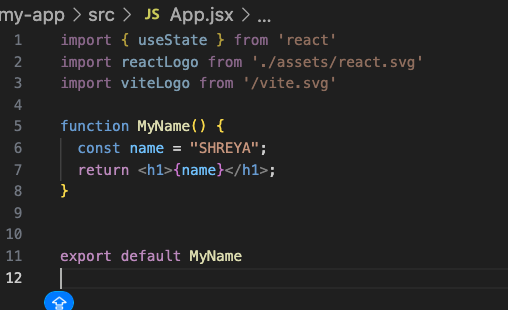 my-app > src > JS App.jsx > ...
1 import { useState } from 'react'
2 import reactLogo from './assets/react.svg'
3 import viteLogo from '/vite.svg'
4
5 function MyName() {
6 const name = "SHREYA";
7 return <h1>{name}</h1>;
8 }
9
10
11 export default MyName
12